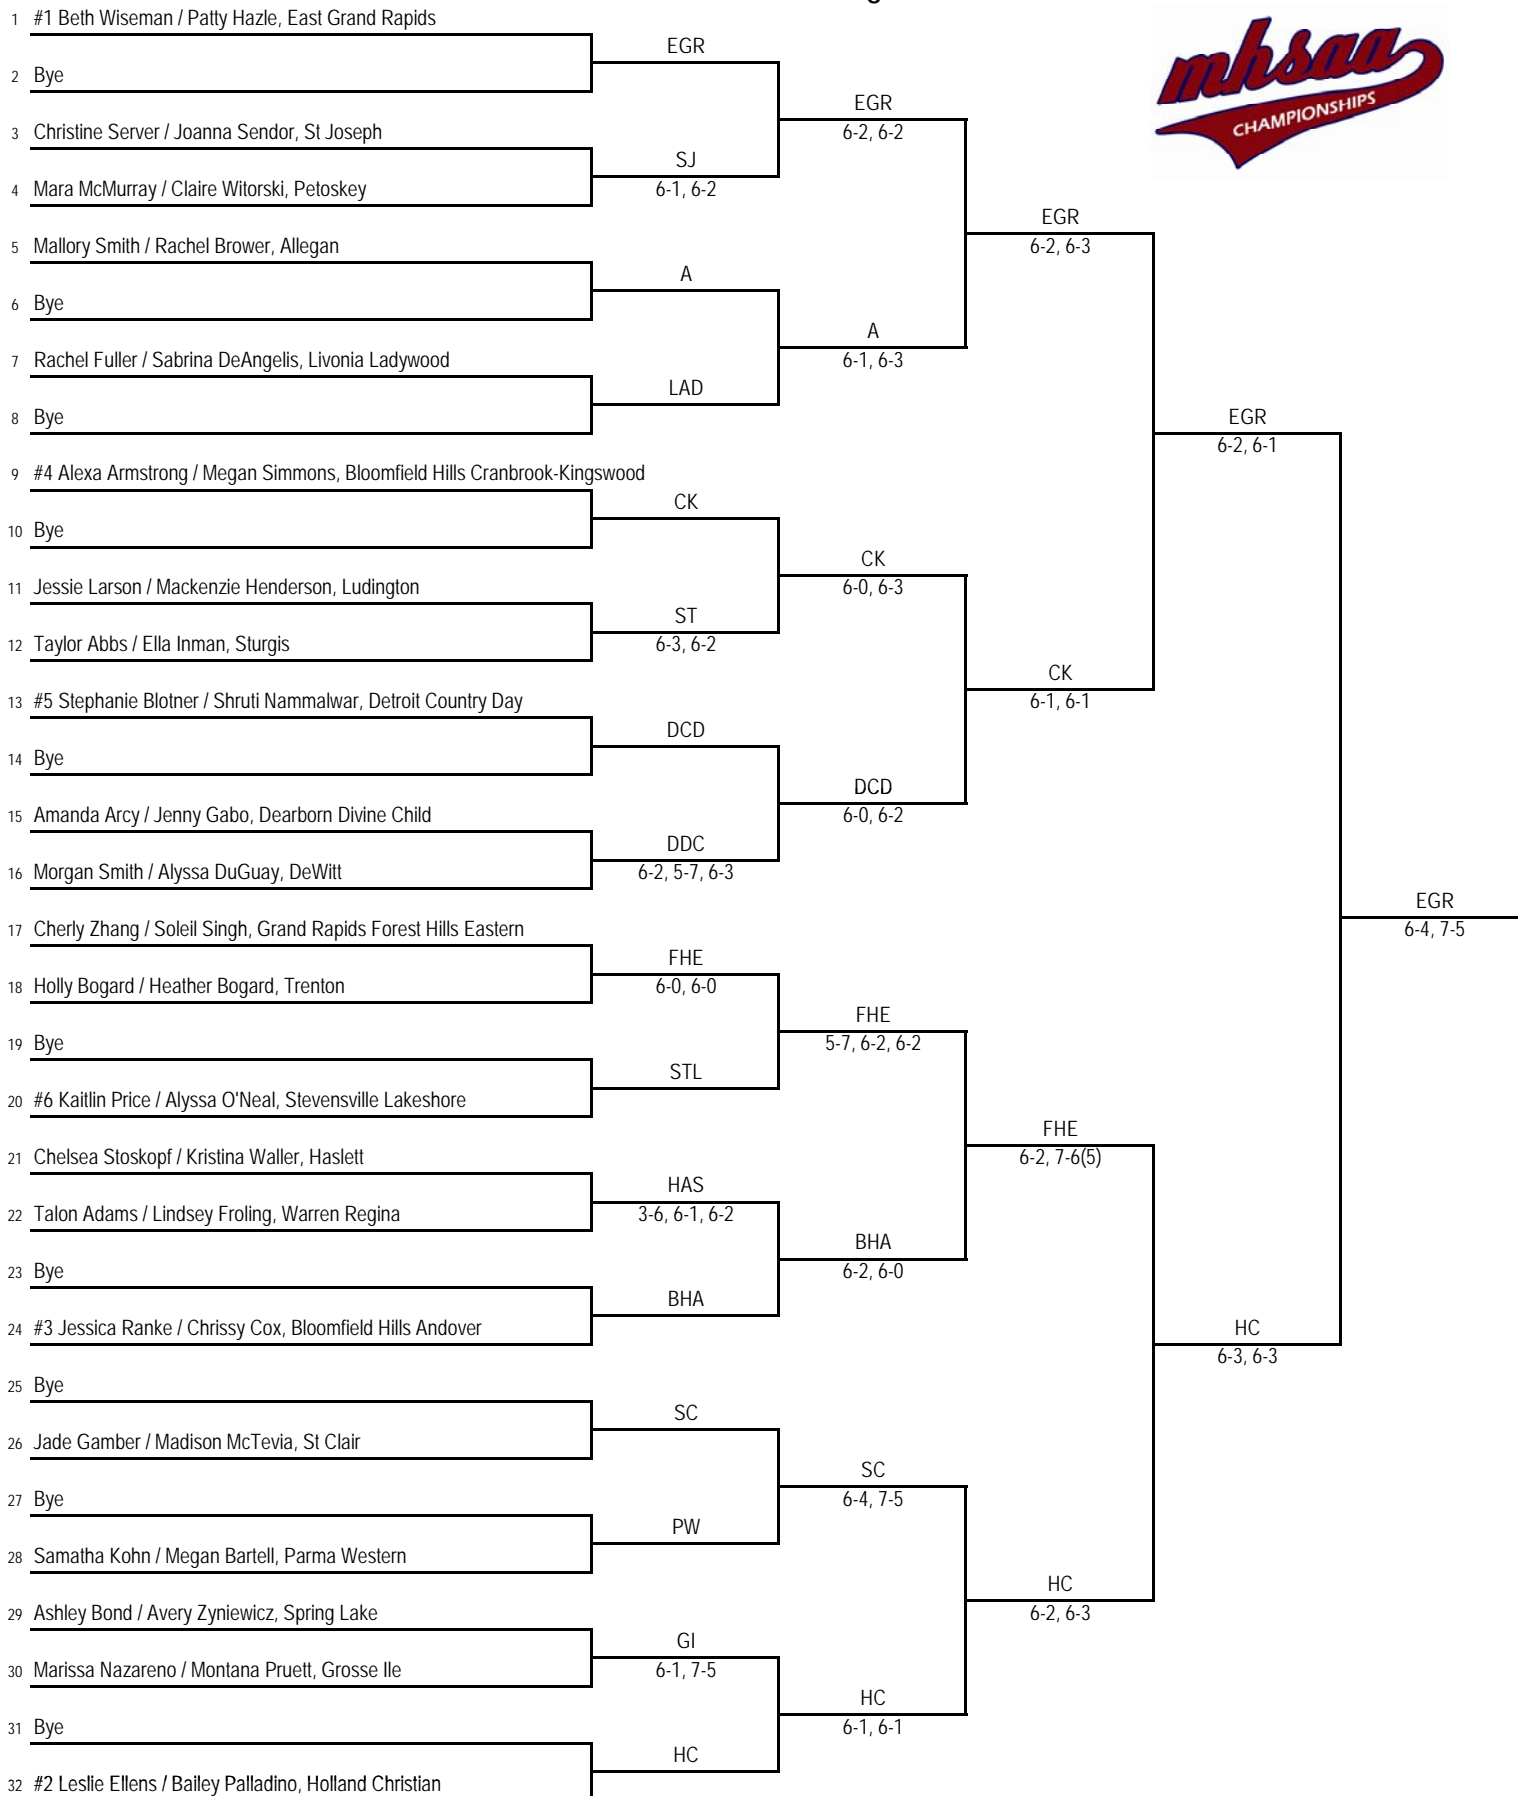 1 #1 Beth Wiseman / Patty Hazle, East Grand Rapids
EGR
2 Bye
EGR
6-2, 6-2
3 Christine Server / Joanna Sendor, St Joseph
SJ
6-1, 6-2
4 Mara McMurray / Claire Witorski, Petoskey
EGR
6-2, 6-3
5 Mallory Smith / Rachel Brower, Allegan
A
6 Bye
A
6-1, 6-3
7 Rachel Fuller / Sabrina DeAngelis, Livonia Ladywood
LAD
8 Bye
EGR
6-2, 6-1
9 #4 Alexa Armstrong / Megan Simmons, Bloomfield Hills Cranbrook-Kingswood
CK
10 Bye
CK
6-0, 6-3
11 Jessie Larson / Mackenzie Henderson, Ludington
ST
6-3, 6-2
12 Taylor Abbs / Ella Inman, Sturgis
CK
6-1, 6-1
13 #5 Stephanie Blotner / Shruti Nammalwar, Detroit Country Day
DCD
14 Bye
DCD
6-0, 6-2
15 Amanda Arcy / Jenny Gabo, Dearborn Divine Child
DDC
6-2, 5-7, 6-3
16 Morgan Smith / Alyssa DuGuay, DeWitt
EGR
6-4, 7-5
17 Cherly Zhang / Soleil Singh, Grand Rapids Forest Hills Eastern
FHE
6-0, 6-0
18 Holly Bogard / Heather Bogard, Trenton
FHE
5-7, 6-2, 6-2
19 Bye
STL
20 #6 Kaitlin Price / Alyssa O'Neal, Stevensville Lakeshore
FHE
6-2, 7-6(5)
21 Chelsea Stoskopf / Kristina Waller, Haslett
HAS
3-6, 6-1, 6-2
22 Talon Adams / Lindsey Froling, Warren Regina
BHA
6-2, 6-0
23 Bye
BHA
24 #3 Jessica Ranke / Chrissy Cox, Bloomfield Hills Andover
HC
6-3, 6-3
25 Bye
SC
26 Jade Gamber / Madison McTevia, St Clair
SC
6-4, 7-5
27 Bye
PW
28 Samatha Kohn / Megan Bartell, Parma Western
HC
6-2, 6-3
29 Ashley Bond / Avery Zyniewicz, Spring Lake
GI
6-1, 7-5
30 Marissa Nazareno / Montana Pruett, Grosse Ile
HC
6-1, 6-1
31 Bye
HC
32 #2 Leslie Ellens / Bailey Palladino, Holland Christian
mhsaa
CHAMPIONSHIPS